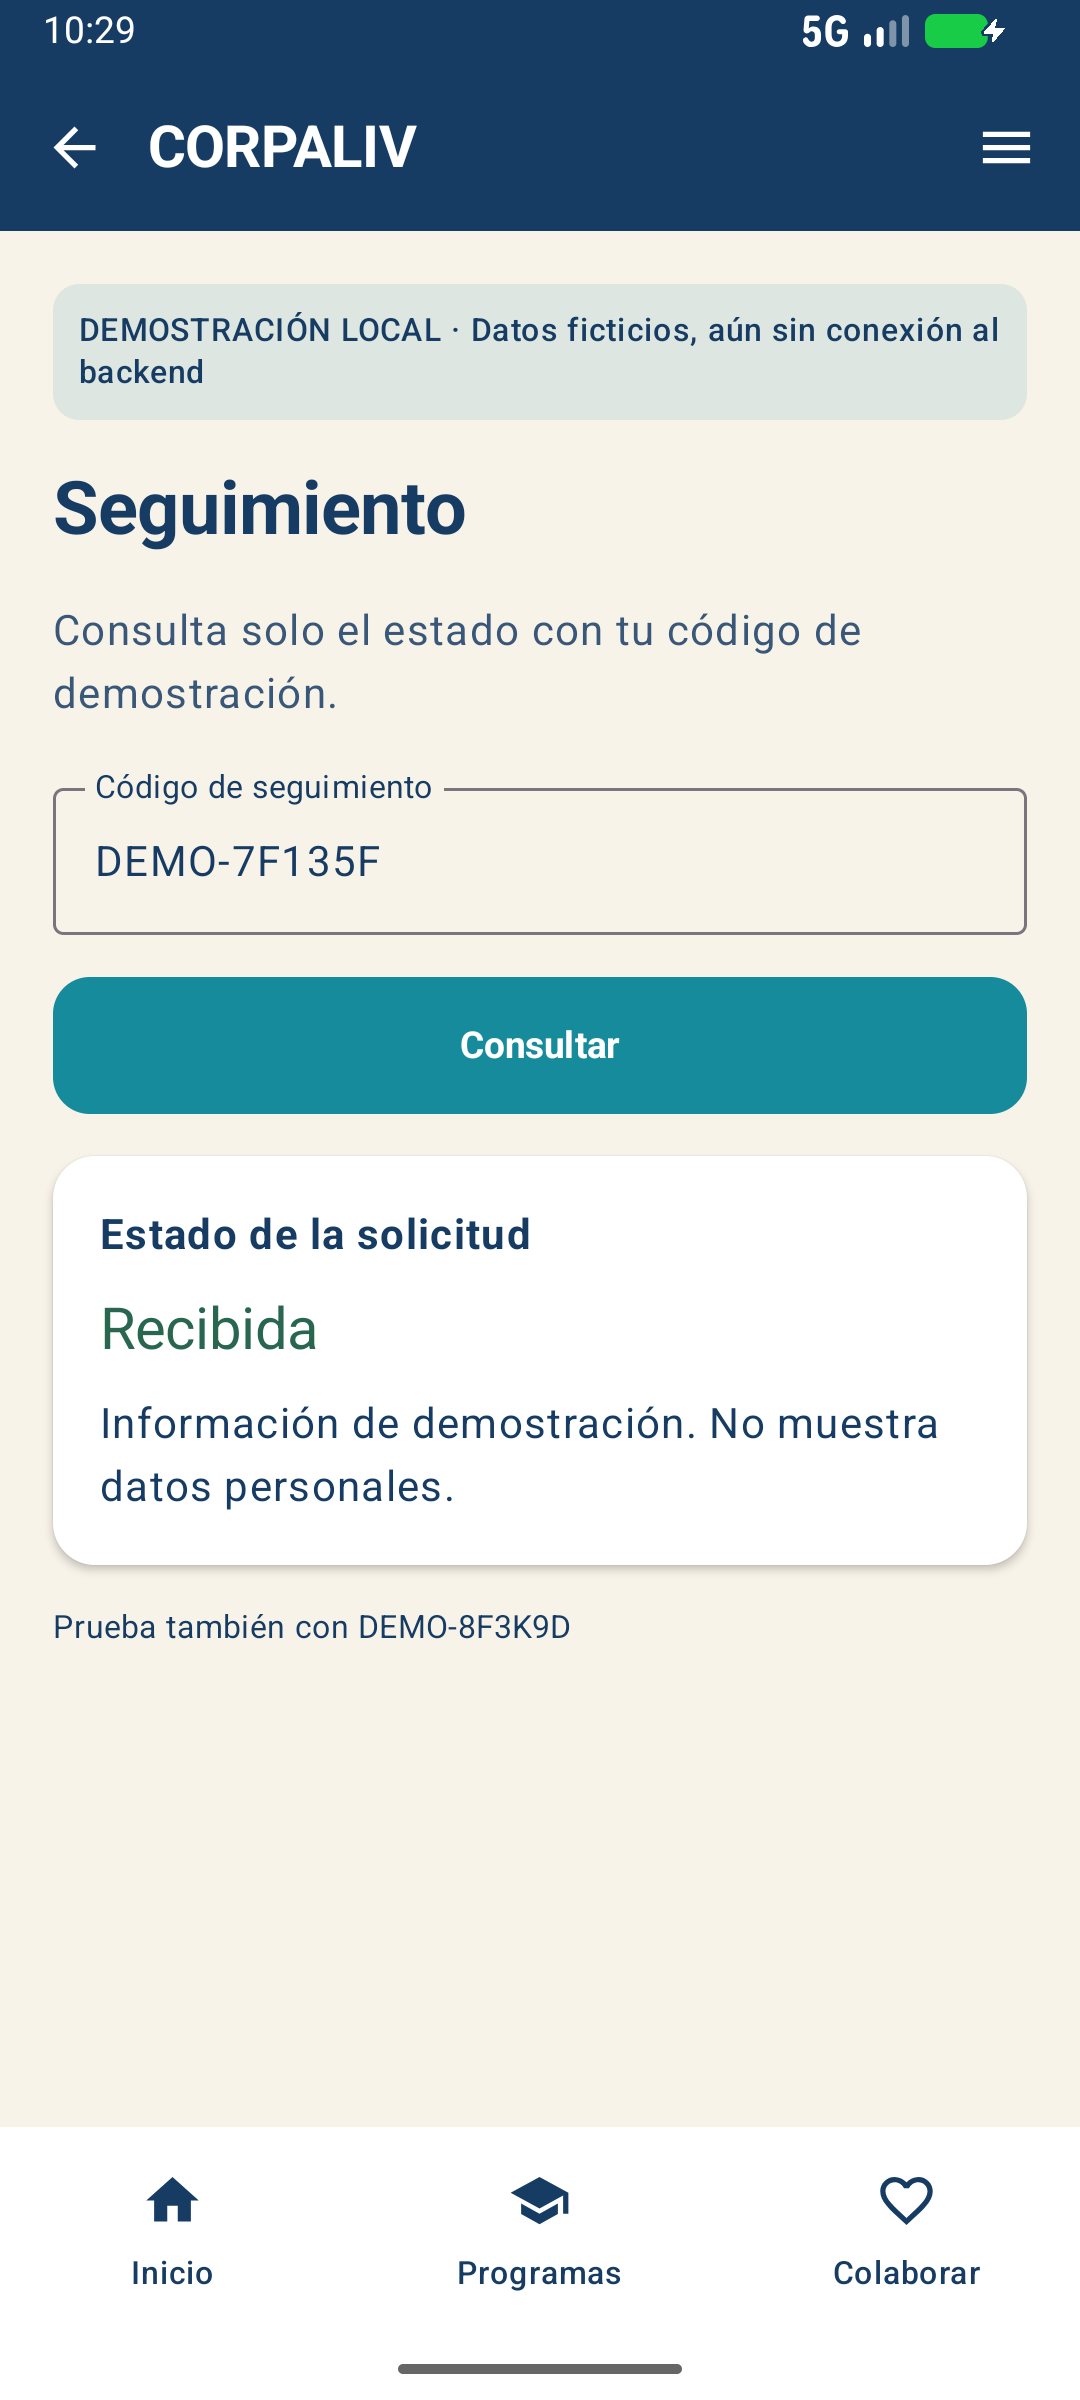 10:29
5G
CORPALIV
DEMOSTRACIÓN LOCAL · Datos ficticios, aún sin conexión al
backend
Seguimiento
Consulta solo el estado con tu código de
demostración.
Código de seguimiento
DEMO-7F135F
Consultar
Estado de la solicitud
Recibida
Información de demostración. No muestra
datos personales.
Prueba también con DEMO-8F3K9D
Inicio
Programas
Colaborar